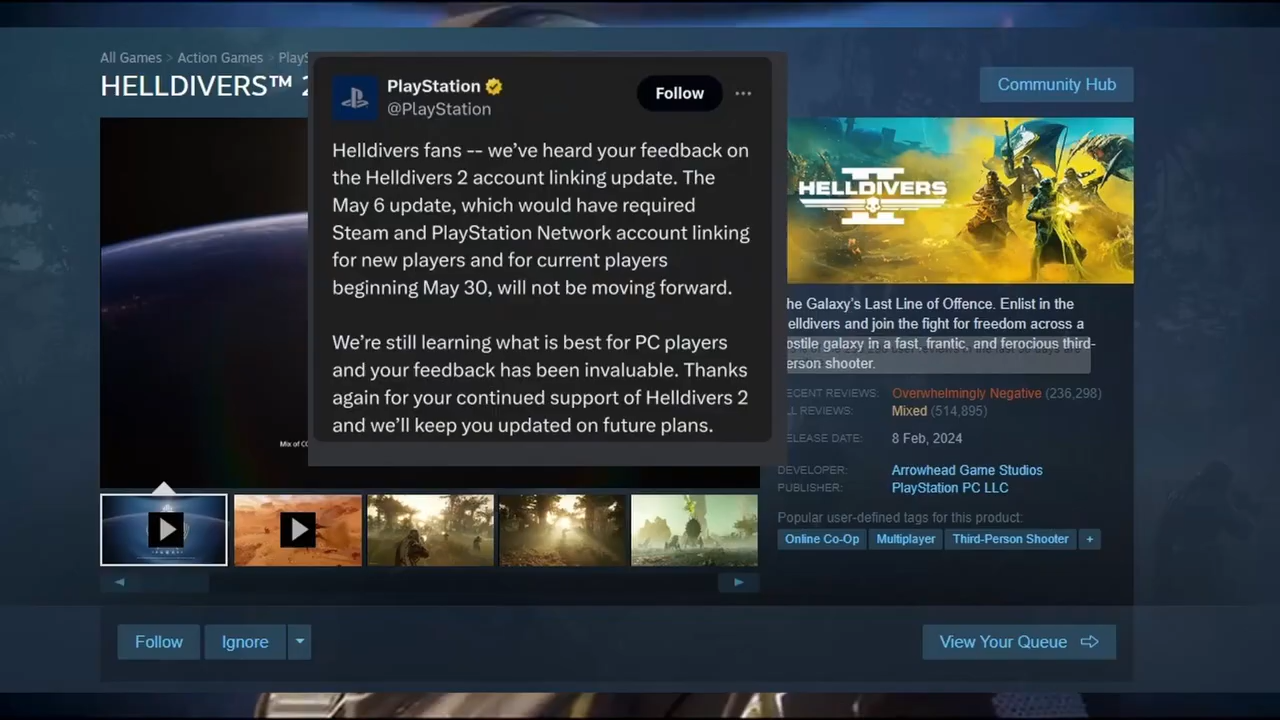 All Games > Action Games > PlayS
HELLDIVERS™ 2
Community Hub
PlayStation
@PlayStation
Follow
Helldivers fans -- we've heard your feedback on
the Helldivers 2 account linking update. The
May 6 update, which would have required
Steam and PlayStation Network account linking
for new players and for current players
beginning May 30, will not be moving forward.
We're still learning what is best for PC players
and your feedback has been invaluable. Thanks
again for your continued support of Helldivers 2
and we'll keep you updated on future plans.
Mix of CO
HELLDIVERS
II
he Galaxy's Last Line of Offence. Enlist in the
elldivers and join the fight for freedom across a
ostile galaxy in a fast, frantic, and ferocious third-
erson shooter.
ECENT REVIEWS: Overwhelmingly Negative (236,298)
LL REVIEWS: Mixed (514,895)
ELEASE DATE: 8 Feb, 2024
DEVELOPER: Arrowhead Game Studios
PUBLISHER: PlayStation PC LLC
Popular user-defined tags for this product:
Online Co-Op Multiplayer Third-Person Shooter +
Follow Ignore
View Your Queue